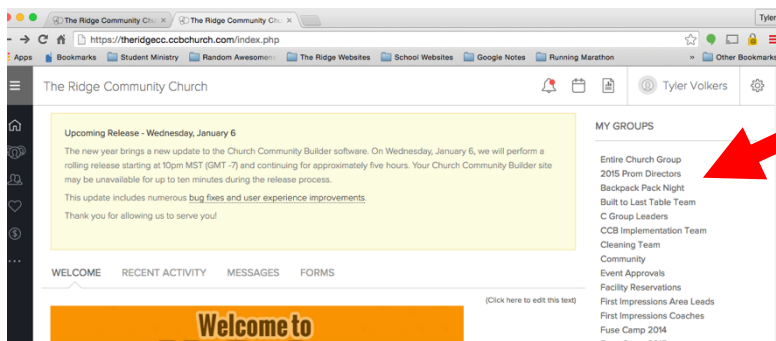 The Ridge Community Chu
The Ridge Community Chu
Tyler
https://theridgecc.ccbchurch.com/index.php
Apps
Bookmarks
Student Ministry
Random Awesomen
The Ridge Websites
School Websites
Google Notes
Running Marathon
»
Other Bookmarks
The Ridge Community Church
Tyler Volkers
Upcoming Release - Wednesday, January 6
The new year brings a new update to the Church Community Builder software. On Wednesday, January 6, we will perform a
rolling release starting at 10pm MST (GMT -7) and continuing for approximately five hours. Your Church Community Builder site
may be unavailable for up to ten minutes during the release process.
This update includes numerous bug fixes and user experience improvements.
Thank you for allowing us to serve you!
WELCOME
RECENT ACTIVITY
MESSAGES
FORMS
(Click here to edit this text)
Welcome to
MY GROUPS
Entire Church Group
2015 Prom Directors
Backpack Pack Night
Built to Last Table Team
C Group Leaders
CCB Implementation Team
Cleaning Team
Community
Event Approvals
Facility Reservations
First Impressions Area Leads
First Impressions Coaches
Fuse Camp 2014